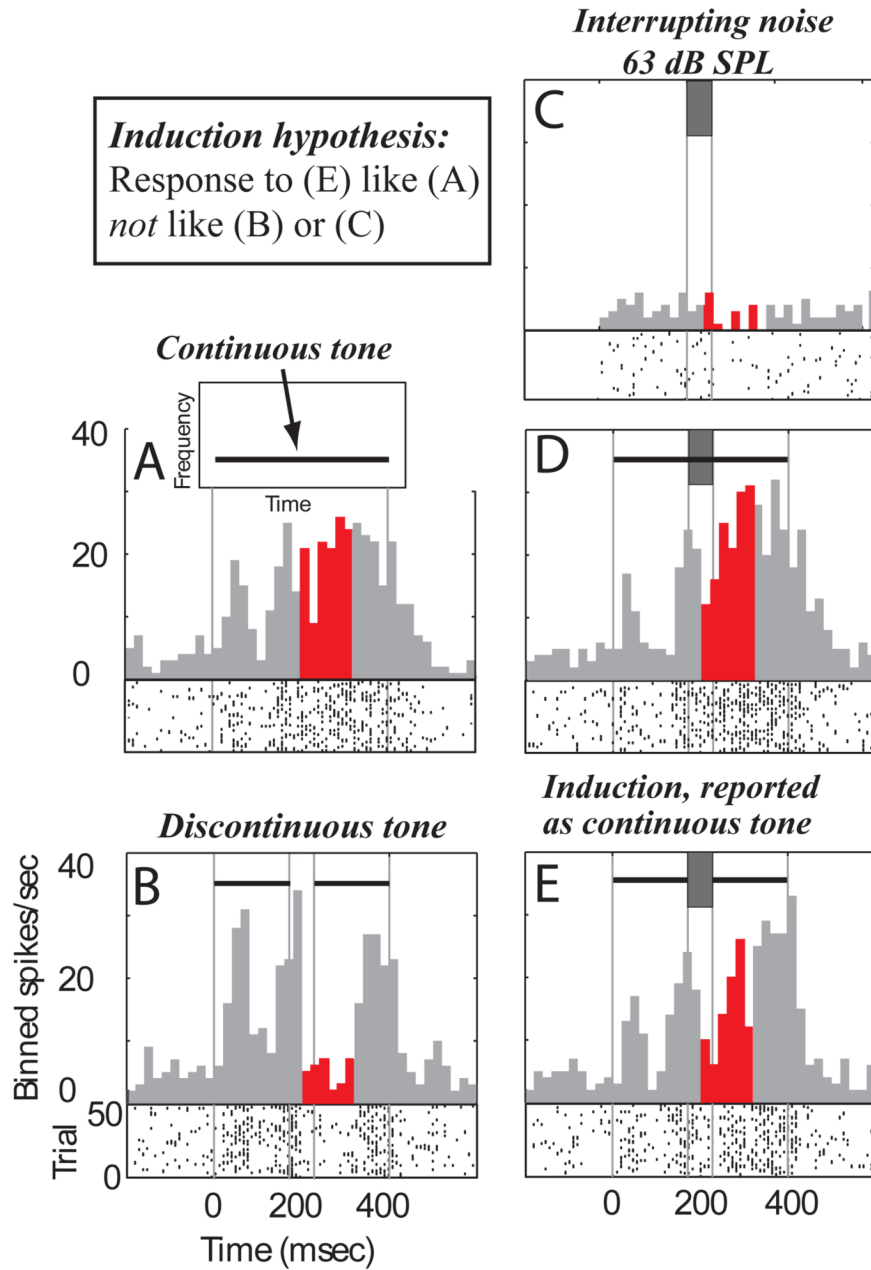 Interrupting noise
63 dB SPL
Induction hypothesis:
Response to (E) like (A)
not like (B) or (C)
C
Continuous tone
Frequency
Time
A
40
20
0
D
Discontinuous tone
Induction, reported
as continuous tone
B
40
20
0
Binned spikes/sec
E
50
0
Trial
0 200 400
Time (msec)
0 200 400